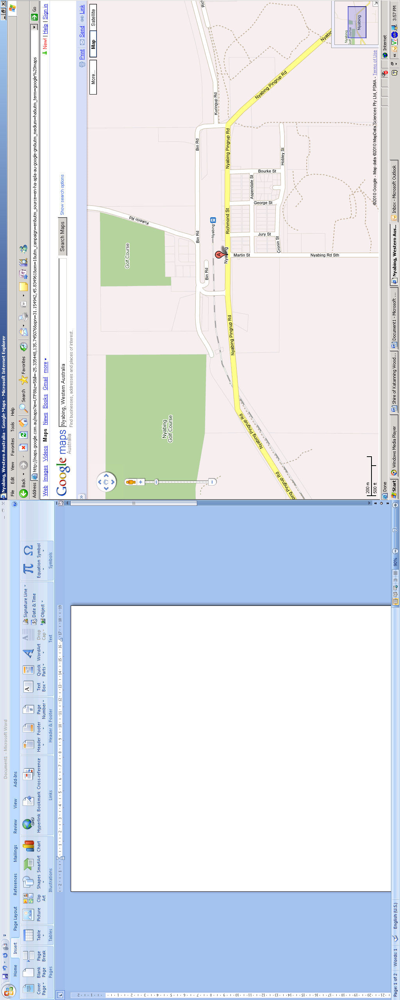 Document1 - Microsoft Word
Home Insert Page Layout References Mailings Review View Add-Ins
Cover Page Blank Page Page Break
Pages
Table
Tables
Picture Clip Art Shapes SmartArt Chart
Illustrations
Hyperlink Bookmark Cross-reference
Links
Header Footer Page Number
Header & Footer
Text Box Quick Parts WordArt Drop Cap
Signature Line
Date & Time
Object
Text
Equation Symbol
Symbols
Page: 1 of 2 Words: 1 English (U.S.) 90%
Nyabing, Western Australia - Google Maps - Microsoft Internet Explorer
File Edit View Favorites Tools Help
Back Search Favorites
Address http://maps.google.com.au/maps?ie=UTF8&z=5&ll=-25.335448,135.745076&spn=31.154942,45.834961&om=1&utm_campaign=en&utm_source=en-ha-apla-au-google-gm&utm_medium=ha&utm_term=google%20maps Go
Web Images Videos Maps News Books Gmail more
New! | Help | Sign in
Google maps
Australia
Nyabing, Western Australia
Search Maps
Show search options
Find businesses, addresses and places of interest.
Print Send Link
More... Map Satellite
Golf Course
Nyabing
Golf Course
Kukerin Rd
Bin Rd
Bin Rd
Bin Rd
Kuringup Rd
Ric
Nyabing
A
Nyabing
Richmond St
Nyabing Pingrup Rd
Nyabing Pingrup Rd
Nyabing Pingrup Rd
Nyabing Pingrup Rd
Nyabing Pingrup Rd
bing Pingrup Rd
Nyabing Pingrup Rd
Nyabing
Martin St
Jury St
George St
Bourke St
Aspendale St
Cronin St
Hobley St
Nyabing Rd Sth
Nyabing
Golf Course
Nyabing
200 m
500 ft
©2010 Google - Map data ©2010 MapData Sciences Pty Ltd, PSMA - Terms of Use
Done Internet
Start Windows Media Player Shire of Katanning Wood... Document1 - Microsoft ... Nyabing, Western Aus... Inbox - Microsoft Outlook 3:57 PM